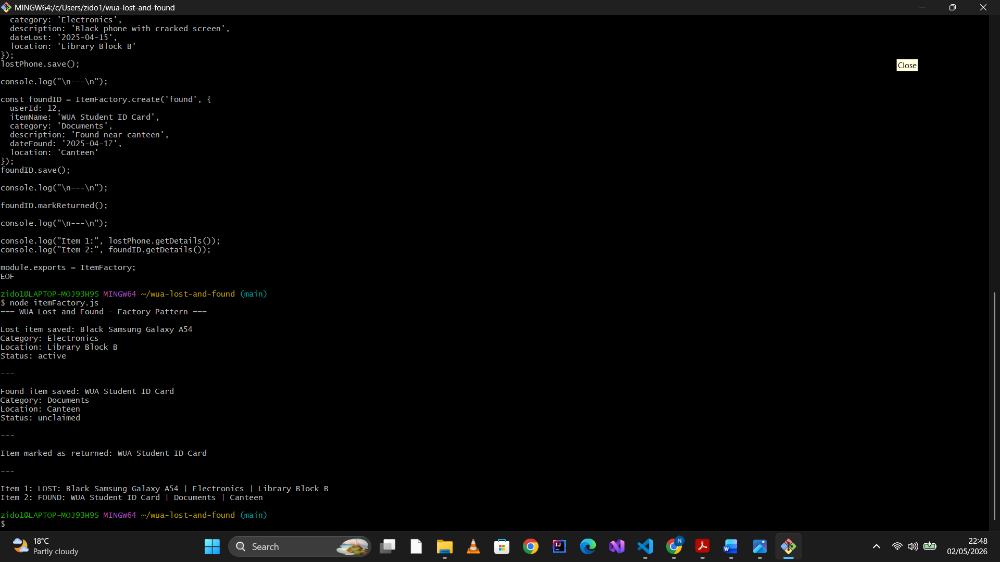 MINGW64:/c/Users/zido1/wua-lost-and-found
category: 'Electronics',
description: 'Black phone with cracked screen',
dateLost: '2025-04-15',
location: 'Library Block B'
});
lostPhone.save();
Close
console.log("\n---\n");
const foundID = ItemFactory.create('found', {
userId: 12,
itemName: 'WUA Student ID Card',
category: 'Documents',
description: 'Found near canteen',
dateFound: '2025-04-17',
location: 'Canteen'
});
foundID.save();
console.log("\n---\n");
foundID.markReturned();
console.log("\n---\n");
console.log("Item 1:", lostPhone.getDetails());
console.log("Item 2:", foundID.getDetails());
module.exports = ItemFactory;
EOF
zido1@LAPTOP-MOJ93H9S MINGW64 ~/wua-lost-and-found (main)
$ node itemFactory.js
=== WUA Lost and Found - Factory Pattern ===
Lost item saved: Black Samsung Galaxy A54
Category: Electronics
Location: Library Block B
Status: active
---
Found item saved: WUA Student ID Card
Category: Documents
Location: Canteen
Status: unclaimed
---
Item marked as returned: WUA Student ID Card
---
Item 1: LOST: Black Samsung Galaxy A54 | Electronics | Library Block B
Item 2: FOUND: WUA Student ID Card | Documents | Canteen
zido1@LAPTOP-MOJ93H9S MINGW64 ~/wua-lost-and-found (main)
$
18°C
Partly cloudy
Search
22:48
02/05/2026